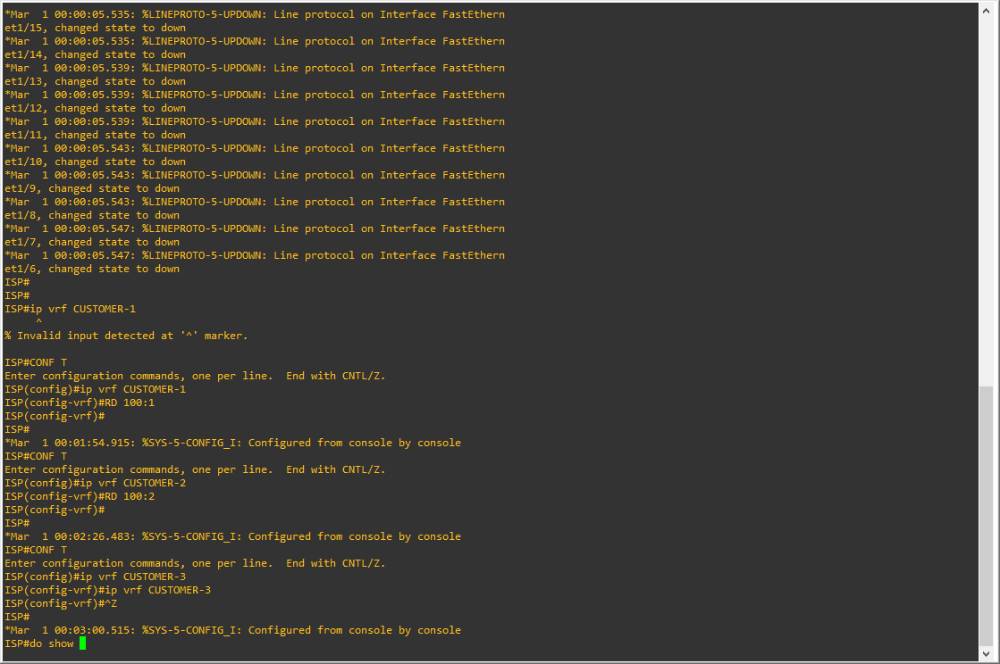 *Mar  1 00:00:05.535: %LINEPROTO-5-UPDOWN: Line protocol on Interface FastEthern
et1/15, changed state to down
*Mar  1 00:00:05.535: %LINEPROTO-5-UPDOWN: Line protocol on Interface FastEthern
et1/14, changed state to down
*Mar  1 00:00:05.539: %LINEPROTO-5-UPDOWN: Line protocol on Interface FastEthern
et1/13, changed state to down
*Mar  1 00:00:05.539: %LINEPROTO-5-UPDOWN: Line protocol on Interface FastEthern
et1/12, changed state to down
*Mar  1 00:00:05.539: %LINEPROTO-5-UPDOWN: Line protocol on Interface FastEthern
et1/11, changed state to down
*Mar  1 00:00:05.543: %LINEPROTO-5-UPDOWN: Line protocol on Interface FastEthern
et1/10, changed state to down
*Mar  1 00:00:05.543: %LINEPROTO-5-UPDOWN: Line protocol on Interface FastEthern
et1/9, changed state to down
*Mar  1 00:00:05.543: %LINEPROTO-5-UPDOWN: Line protocol on Interface FastEthern
et1/8, changed state to down
*Mar  1 00:00:05.547: %LINEPROTO-5-UPDOWN: Line protocol on Interface FastEthern
et1/7, changed state to down
*Mar  1 00:00:05.547: %LINEPROTO-5-UPDOWN: Line protocol on Interface FastEthern
et1/6, changed state to down
ISP#
ISP#
ISP#ip vrf CUSTOMER-1
     ^
% Invalid input detected at '^' marker.

ISP#CONF T
Enter configuration commands, one per line.  End with CNTL/Z.
ISP(config)#ip vrf CUSTOMER-1
ISP(config-vrf)#RD 100:1
ISP(config-vrf)#
ISP#
*Mar  1 00:01:54.915: %SYS-5-CONFIG_I: Configured from console by console
ISP#CONF T
Enter configuration commands, one per line.  End with CNTL/Z.
ISP(config)#ip vrf CUSTOMER-2
ISP(config-vrf)#RD 100:2
ISP(config-vrf)#
ISP#
*Mar  1 00:02:26.483: %SYS-5-CONFIG_I: Configured from console by console
ISP#CONF T
Enter configuration commands, one per line.  End with CNTL/Z.
ISP(config)#ip vrf CUSTOMER-3
ISP(config-vrf)#ip vrf CUSTOMER-3
ISP(config-vrf)#^Z
ISP#
*Mar  1 00:03:00.515: %SYS-5-CONFIG_I: Configured from console by console
ISP#do show